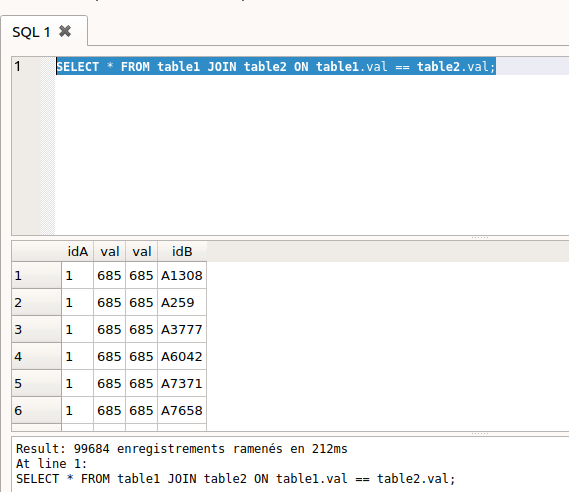 SQL 1 ✖
1 SELECT * FROM table1 JOIN table2 ON table1.val == table2.val;
idA val val idB
1 1 685 685 A1308
2 1 685 685 A259
3 1 685 685 A3777
4 1 685 685 A6042
5 1 685 685 A7371
6 1 685 685 A7658
Result: 99684 enregistrements ramenés en 212ms
At line 1:
SELECT * FROM table1 JOIN table2 ON table1.val == table2.val;